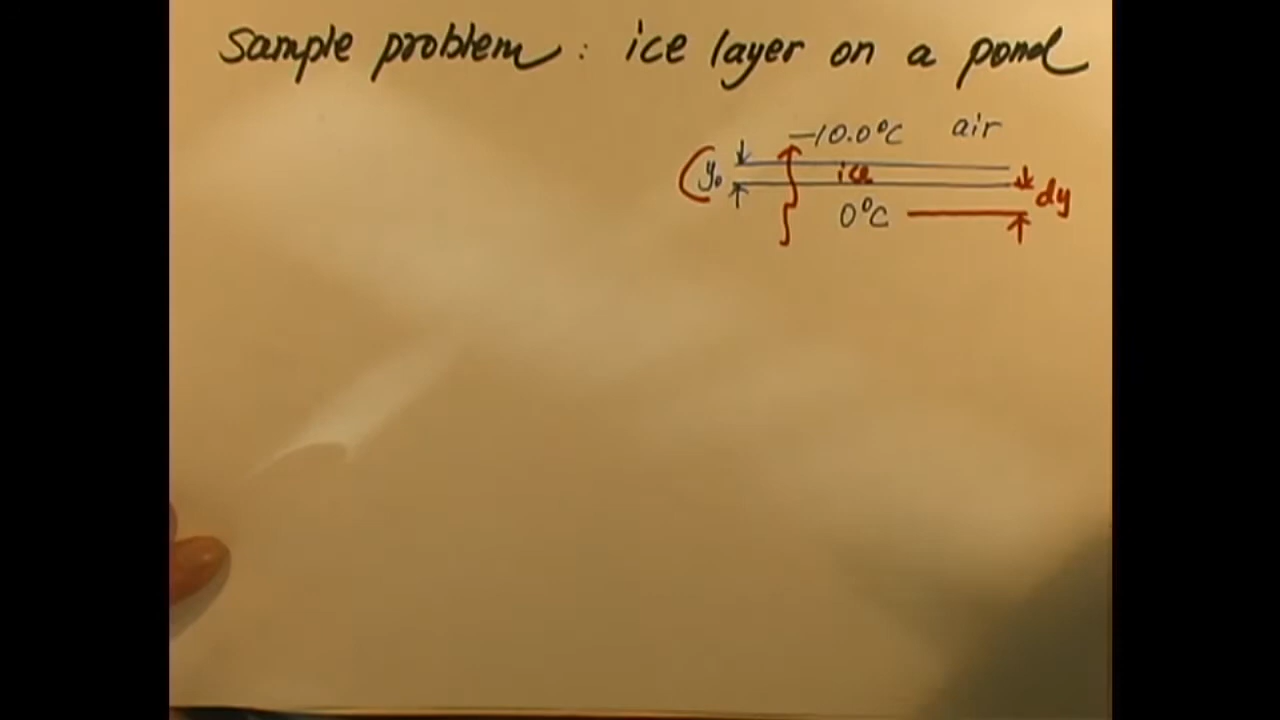 Sample problem : ice layer on a pond
-10.0°C air
y₀ ice
dy
0°C